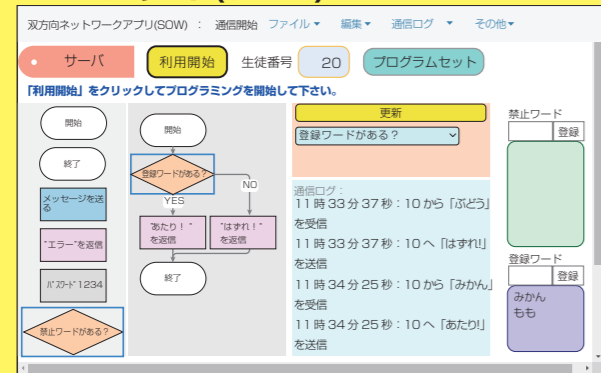 双方向ネットワークアプリ(SOW) ： 通信開始 ファイル▼ 編集▼ 通信ログ ▼ その他▼
サーバ 利用開始 生徒番号 20 プログラムセット
「利用開始」をクリックしてプログラミングを開始して下さい。
開始
終了
メッセージを送
る
"エラー"を返信
パスワード1234
禁止ワードがある？
開始
登録ワードがある？
YES
NO
"あたり！"
を返信
"はずれ！"
を返信
終了
更新
登録ワードがある？
通信ログ：
11時33分37秒：10から「ぶどう」
を受信
11時33分37秒：10へ「はずれ!」
を送信
11時34分25秒：10から「みかん」
を受信
11時34分25秒：10へ「あたり!」
を送信
禁止ワード
登録
登録ワード
登録
みかん
もも